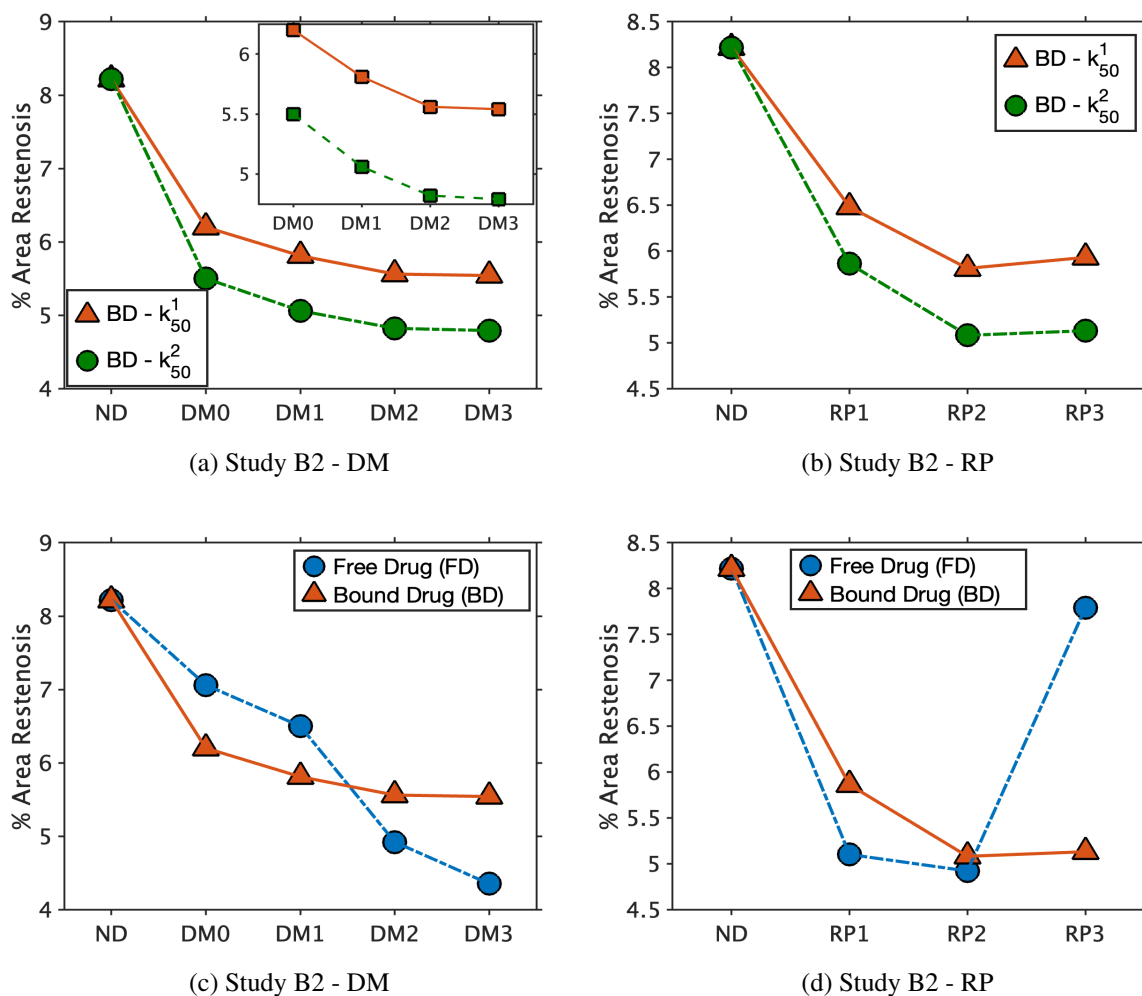 9
8
7
6
5
4
% Area Restenosis
6
5.5
5
DM0 DM1 DM2 DM3
BD - k₅₀¹
BD - k₅₀²
ND DM0 DM1 DM2 DM3
(a) Study B2 - DM
8.5
8
7.5
7
6.5
6
5.5
5
4.5
% Area Restenosis
BD - k₅₀¹
BD - k₅₀²
ND RP1 RP2 RP3
(b) Study B2 - RP
9
8
7
6
5
4
% Area Restenosis
Free Drug (FD)
Bound Drug (BD)
ND DM0 DM1 DM2 DM3
(c) Study B2 - DM
8.5
8
7.5
7
6.5
6
5.5
5
4.5
% Area Restenosis
Free Drug (FD)
Bound Drug (BD)
ND RP1 RP2 RP3
(d) Study B2 - RP